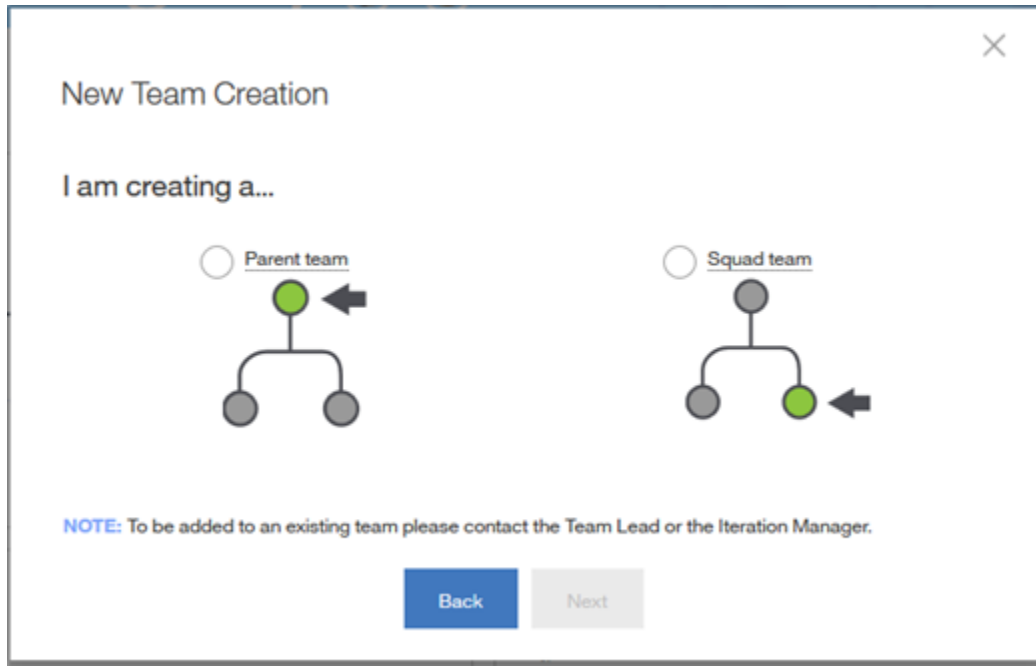 New Team Creation
I am creating a...
Parent team
Squad team
NOTE: To be added to an existing team please contact the Team Lead or the Iteration Manager.
Back
Next